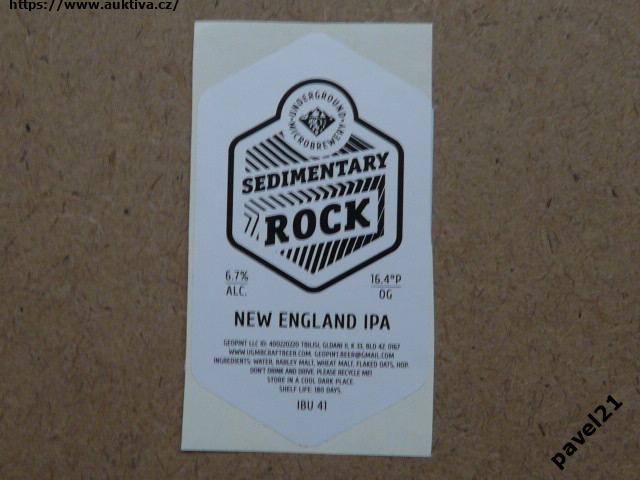 https://www.auktiva.cz/
UNDERGROUND
MICROBREWERY
SEDIMENTARY
ROCK
6.7%
ALC.
16.4°P
OG
NEW ENGLAND IPA
GEOPINT LLC ID: 400220220 TBILISI, GLDANI II, K 33, BLD 42, 0167
WWW.UGMBCRAFTBEER.COM, GEOPINT.BEER@GMAIL.COM
INGREDIENTS: WATER, BARLEY MALT, WHEAT MALT, FLAKED OATS, HOP.
DON'T DRINK AND DRIVE. PLEASE RECYCLE ME!
STORE IN A COOL DARK PLACE.
SHELF LIFE: 180 DAYS.
IBU 41
pavel21